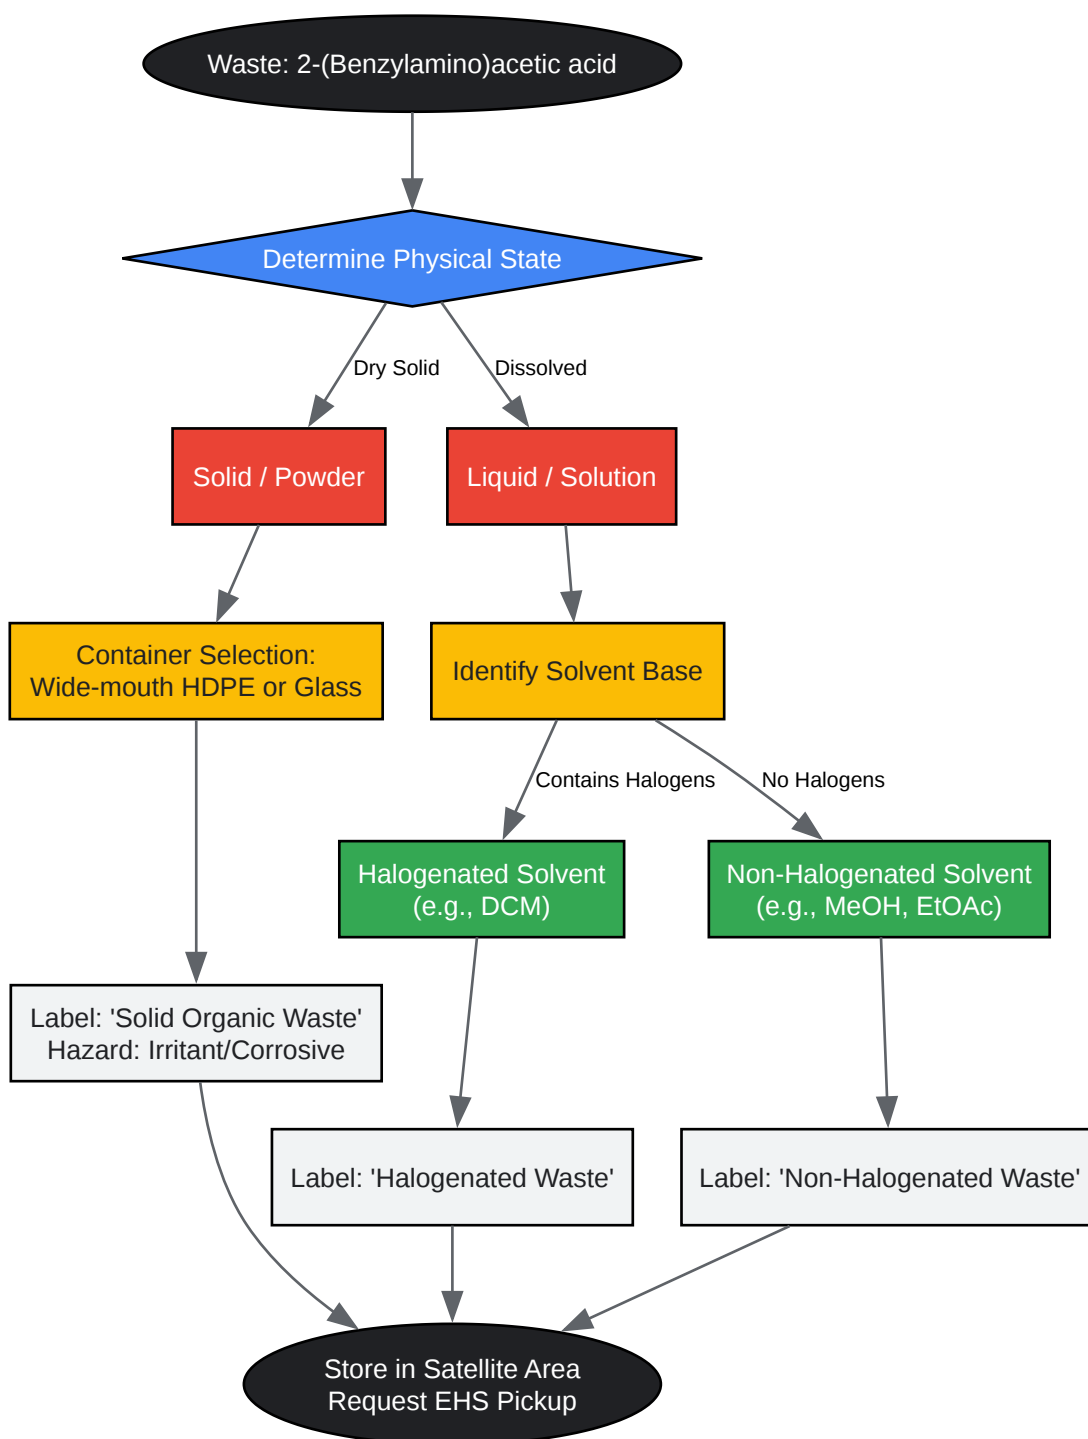 Waste: 2-(Benzylamino)acetic acid
Determine Physical State
Dry Solid
Dissolved
Solid / Powder
Liquid / Solution
Container Selection:
Wide-mouth HDPE or Glass
Identify Solvent Base
Contains Halogens
No Halogens
Halogenated Solvent
(e.g., DCM)
Non-Halogenated Solvent
(e.g., MeOH, EtOAc)
Label: 'Solid Organic Waste'
Hazard: Irritant/Corrosive
Label: 'Halogenated Waste'
Label: 'Non-Halogenated Waste'
Store in Satellite Area
Request EHS Pickup